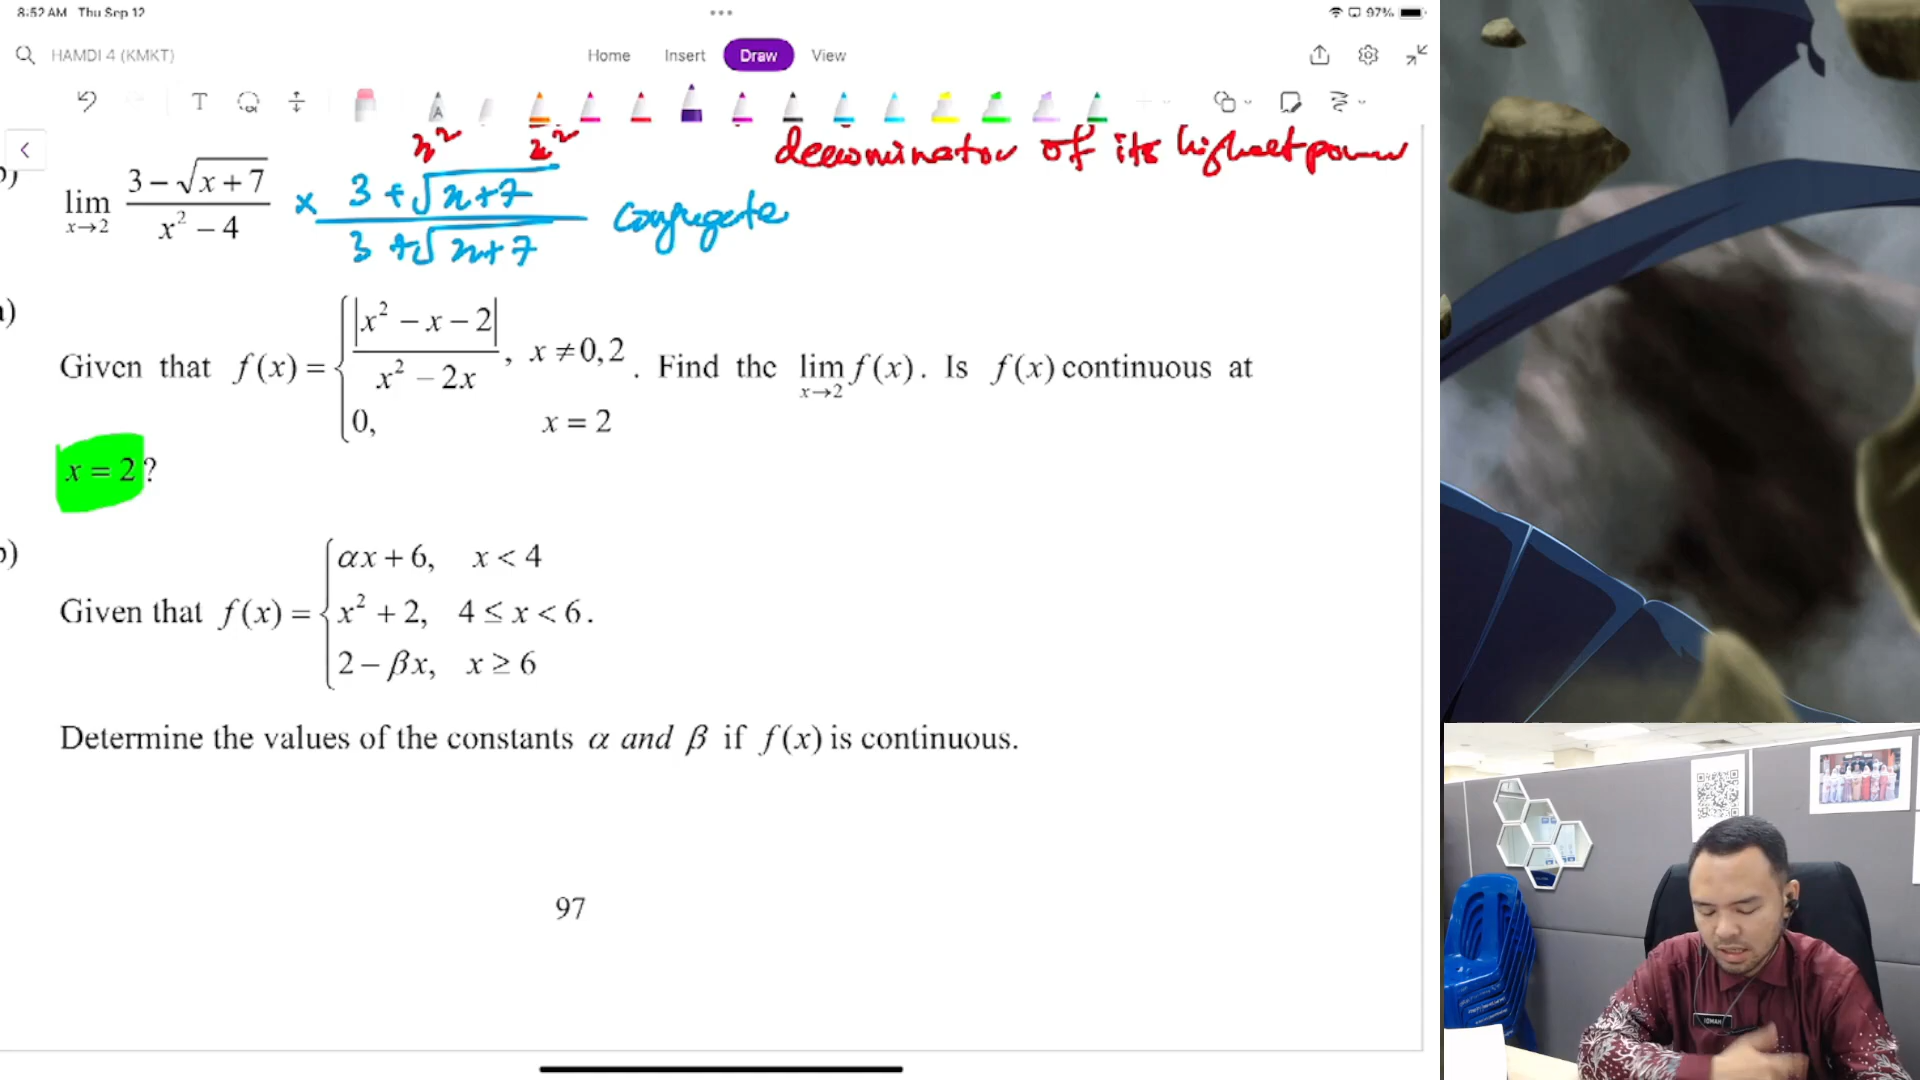 8:52 AM Thu Sep 12
97%
HAMDI 4 (KMKT)
Home Insert Draw View
denominator of its highest power
lim x→2 (3 − √(x + 7)) / (x² − 4) × (3 + √(x+7)) / (3 + √(x+7)) conjugate
Given that f(x) = { |x² − x − 2| / (x² − 2x), x ≠ 0, 2
0, x = 2
. Find the lim x→2 f(x). Is f(x) continuous at
x = 2?
Given that f(x) = { αx + 6, x < 4
x² + 2, 4 ≤ x < 6.
2 − βx, x ≥ 6
Determine the values of the constants α and β if f(x) is continuous.
97